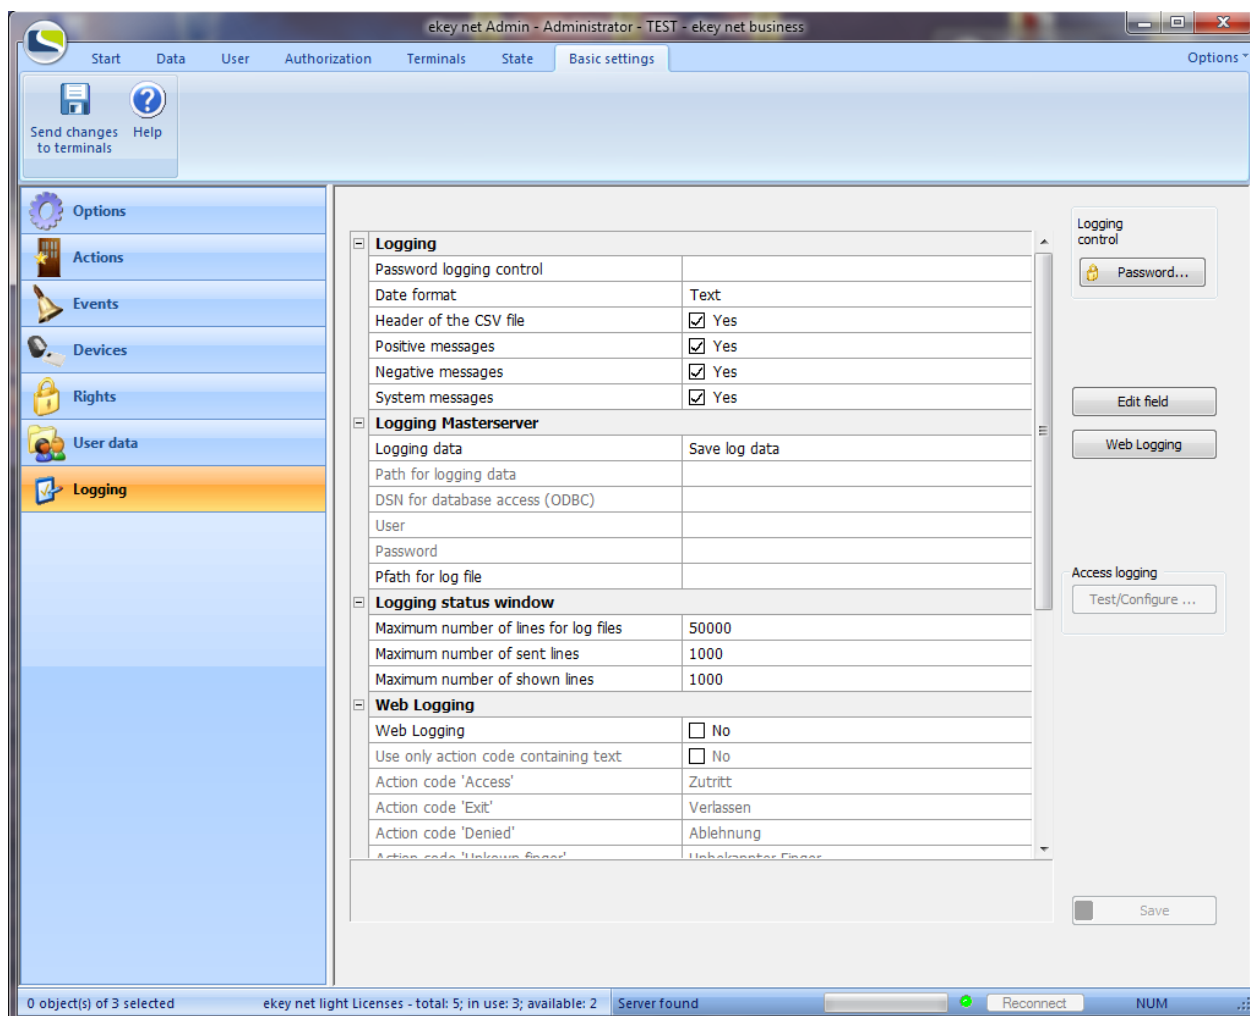 ekey net Admin - Administrator - TEST - ekey net business
Start Data User Authorization Terminals State Basic settings Options
Send changes to terminals
Help
Options
Actions
Events
Devices
Rights
User data
Logging
Logging
Password logging control
Date format Text
Header of the CSV file Yes
Positive messages Yes
Negative messages Yes
System messages Yes
Logging Masterserver
Logging data Save log data
Path for logging data
DSN for database access (ODBC)
User
Password
Pfath for log file
Logging status window
Maximum number of lines for log files 50000
Maximum number of sent lines 1000
Maximum number of shown lines 1000
Web Logging
Web Logging No
Use only action code containing text No
Action code 'Access' Zutritt
Action code 'Exit' Verlassen
Action code 'Denied' Ablehnung
Action code 'Unkown finger' Unbekannter Finger
Logging
control
Password...
Edit field
Web Logging
Access logging
Test/Configure ...
Save
0 object(s) of 3 selected ekey net light Licenses - total: 5; in use: 3; available: 2 Server found Reconnect NUM